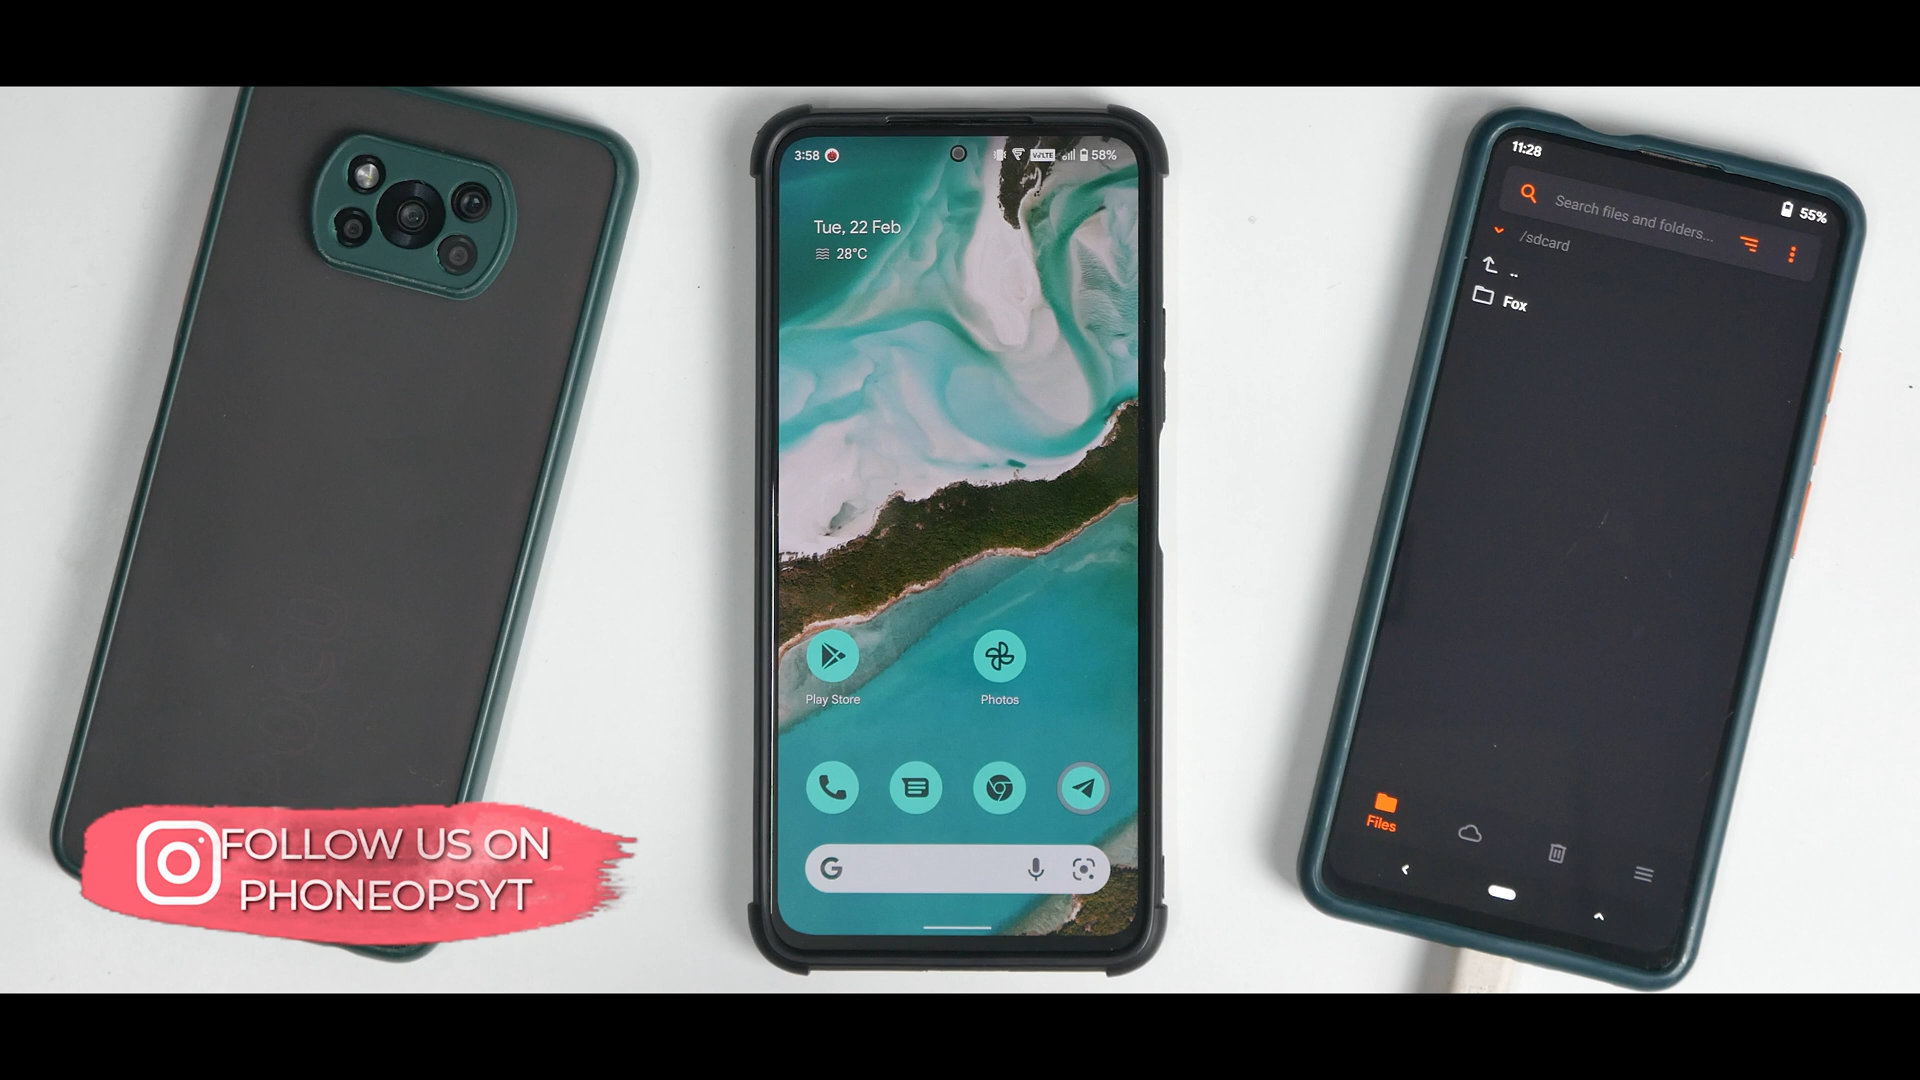 3:58
VoLTE
58%
Tue, 22 Feb
28°C
Play Store
Photos
G
11:28
55%
Search files and folders...
/sdcard
..
Fox
Files
FOLLOW US ON
PHONEOPSYT